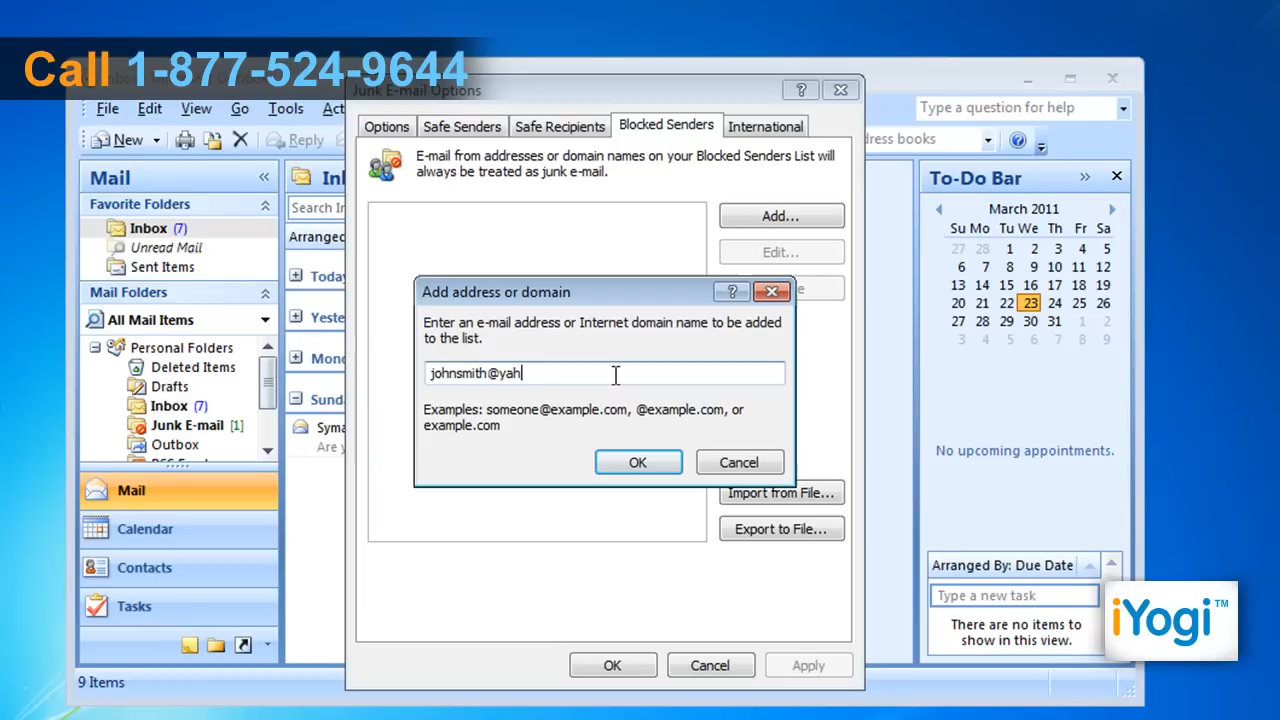 Call 1-877-524-9644
Junk E-mail Options
File Edit View Go Tools Act
Type a question for help
New
Reply
dress books
Options Safe Senders Safe Recipients Blocked Senders International
E-mail from addresses or domain names on your Blocked Senders List will
always be treated as junk e-mail.
Add...
Edit...
Mail
Favorite Folders
Inbox (7)
Unread Mail
Sent Items
Mail Folders
All Mail Items
Personal Folders
Deleted Items
Drafts
Inbox (7)
Junk E-mail [1]
Outbox
Mail
Calendar
Contacts
Tasks
9 Items
In
Search In
Arranged
Today
Yeste
Mond
Sunda
Syma
Are y
Add address or domain
Enter an e-mail address or Internet domain name to be added
to the list.
johnsmith@yah
Examples: someone@example.com, @example.com, or
example.com
OK Cancel
Import from File...
Export to File...
OK Cancel Apply
To-Do Bar
March 2011
Su Mo Tu We Th Fr Sa
27 28 1 2 3 4 5
6 7 8 9 10 11 12
13 14 15 16 17 18 19
20 21 22 23 24 25 26
27 28 29 30 31 1 2
3 4 5 6 7 8 9
No upcoming appointments.
Arranged By: Due Date
Type a new task
There are no items to
show in this view.
iYogi™